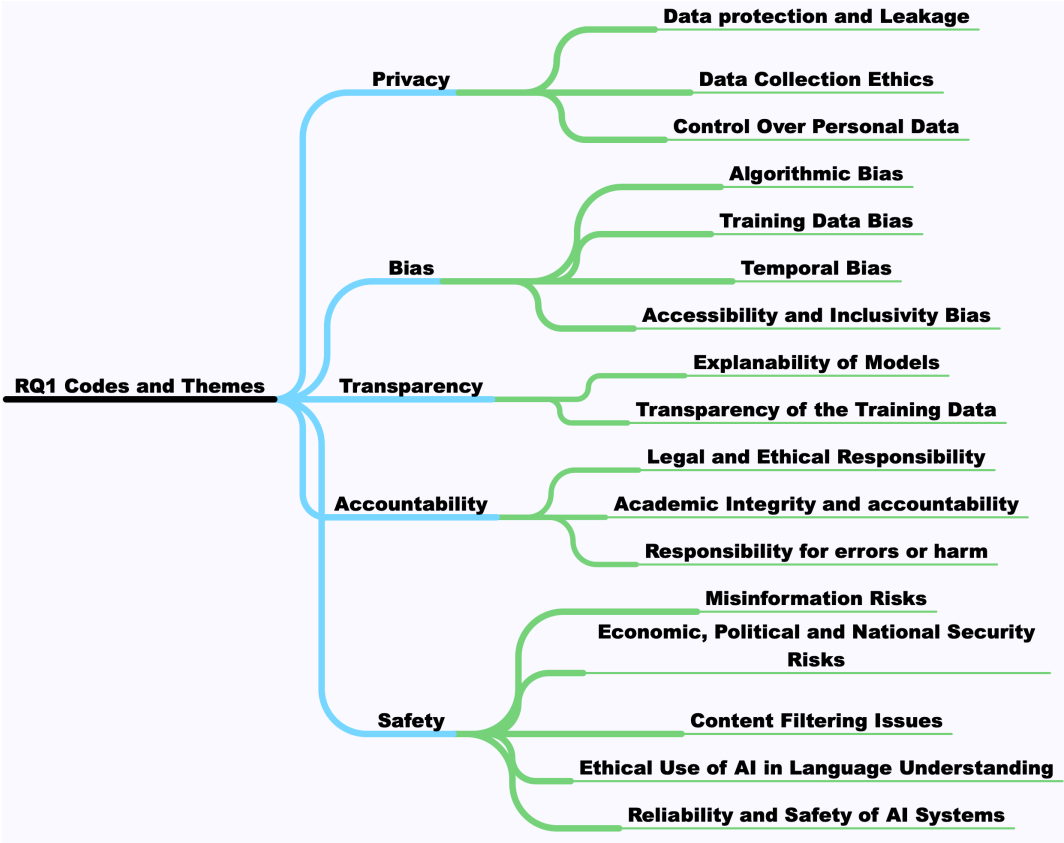 RQ1 Codes and Themes
Privacy
Data protection and Leakage
Data Collection Ethics
Control Over Personal Data
Bias
Algorithmic Bias
Training Data Bias
Temporal Bias
Accessibility and Inclusivity Bias
Transparency
Explanability of Models
Transparency of the Training Data
Accountability
Legal and Ethical Responsibility
Academic Integrity and accountability
Responsibility for errors or harm
Safety
Misinformation Risks
Economic, Political and National Security
Risks
Content Filtering Issues
Ethical Use of AI in Language Understanding
Reliability and Safety of AI Systems